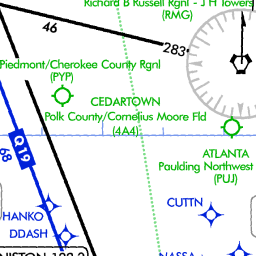 Richard B Russell Rgnl - J H Towers
(RMG)
46
283°
Piedmont/Cherokee County Rgnl
(PYP)
CEDARTOWN
Polk County/Cornelius Moore Fld
(4A4)
Q19
89
ATLANTA
Paulding Northwest
(PUJ)
CUTTN
HANKO
DDASH